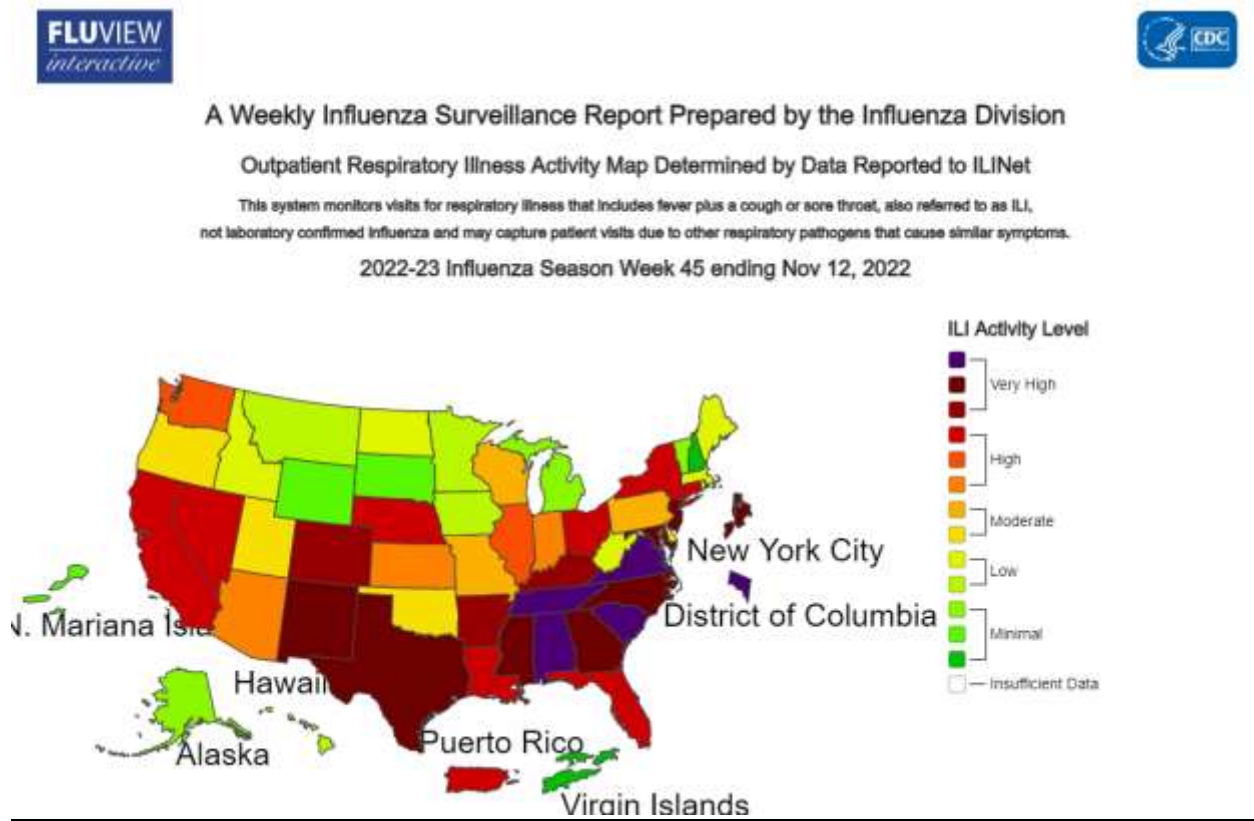 FLUVIEW
interactive
CDC
A Weekly Influenza Surveillance Report Prepared by the Influenza Division
Outpatient Respiratory Illness Activity Map Determined by Data Reported to ILINet
This system monitors visits for respiratory illness that includes fever plus a cough or sore throat, also referred to as ILI,
not laboratory confirmed influenza and may capture patient visits due to other respiratory pathogens that cause similar symptoms.
2022-23 Influenza Season Week 45 ending Nov 12, 2022
ILI Activity Level
Very High
High
Moderate
Low
Minimal
Insufficient Data
New York City
District of Columbia
N. Mariana Isla
Hawaii
Alaska
Puerto Rico
Virgin Islands